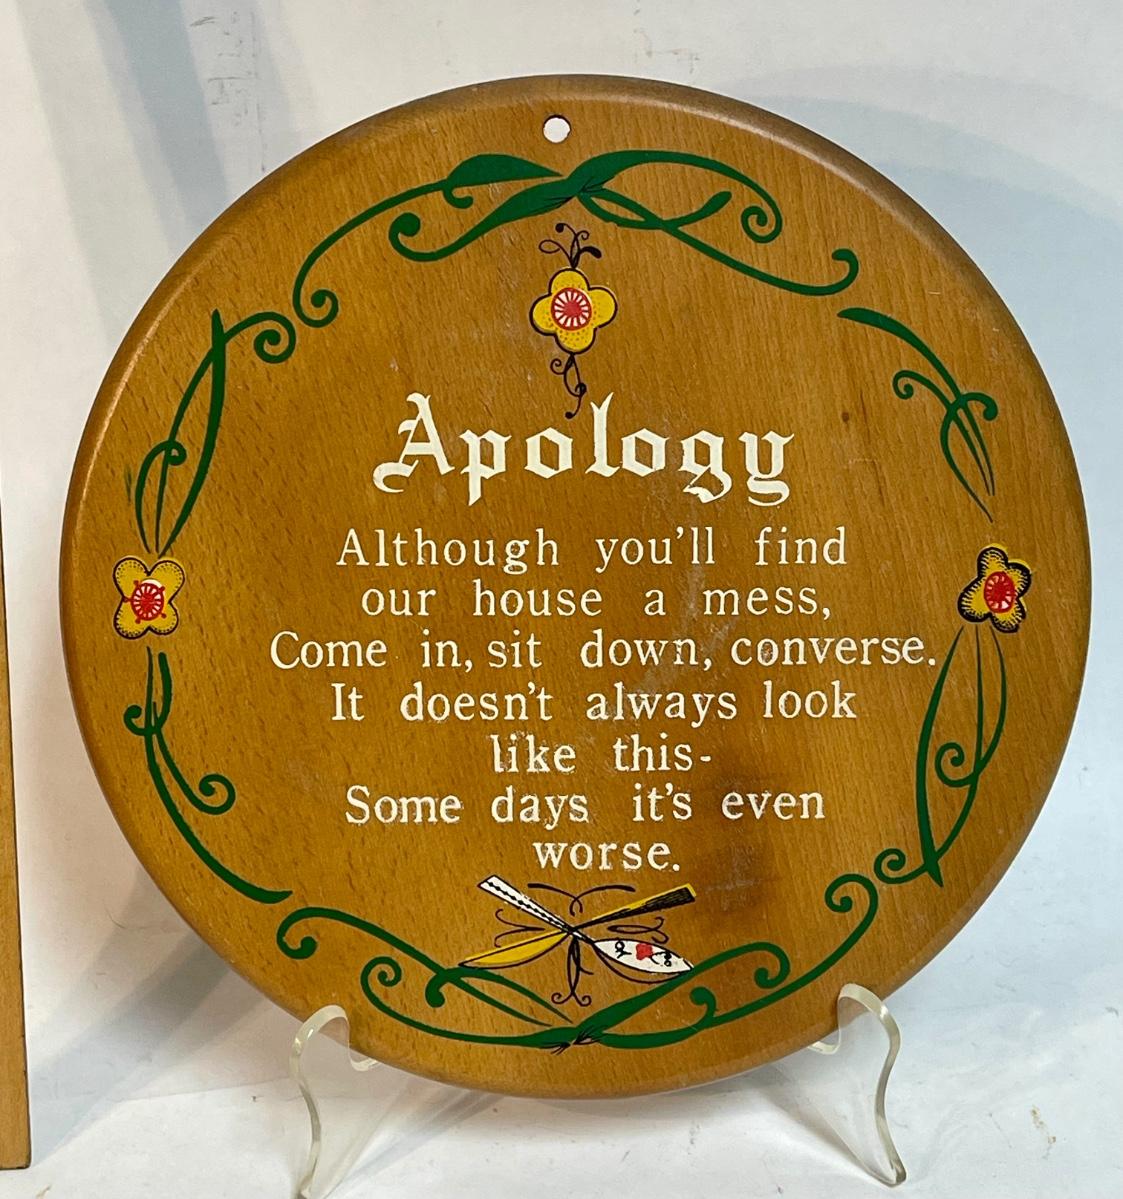 Apology
Although you'll find
our house a mess,
Come in, sit down, converse.
It doesn't always look
like this-
Some days it's even
worse.